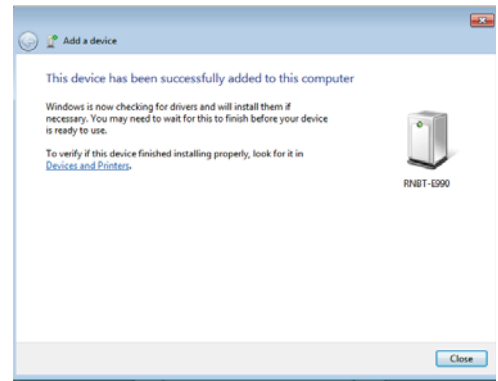 Add a device
This device has been successfully added to this computer
Windows is now checking for drivers and will install them if
necessary. You may need to wait for this to finish before your device
is ready to use.
To verify if this device finished installing properly, look for it in
Devices and Printers.
RNBT-E990
Close